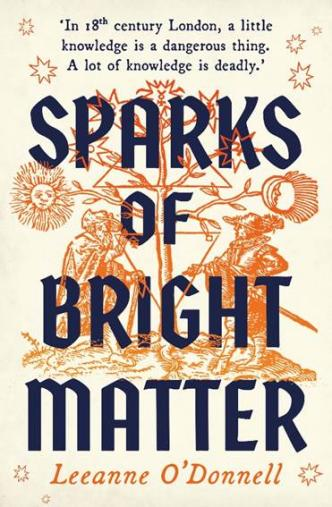 ‘In 18th century London, a little
knowledge is a dangerous thing.
A lot of knowledge is deadly.’
SPARKS
OF
BRIGHT
MATTER
Leeanne O’Donnell